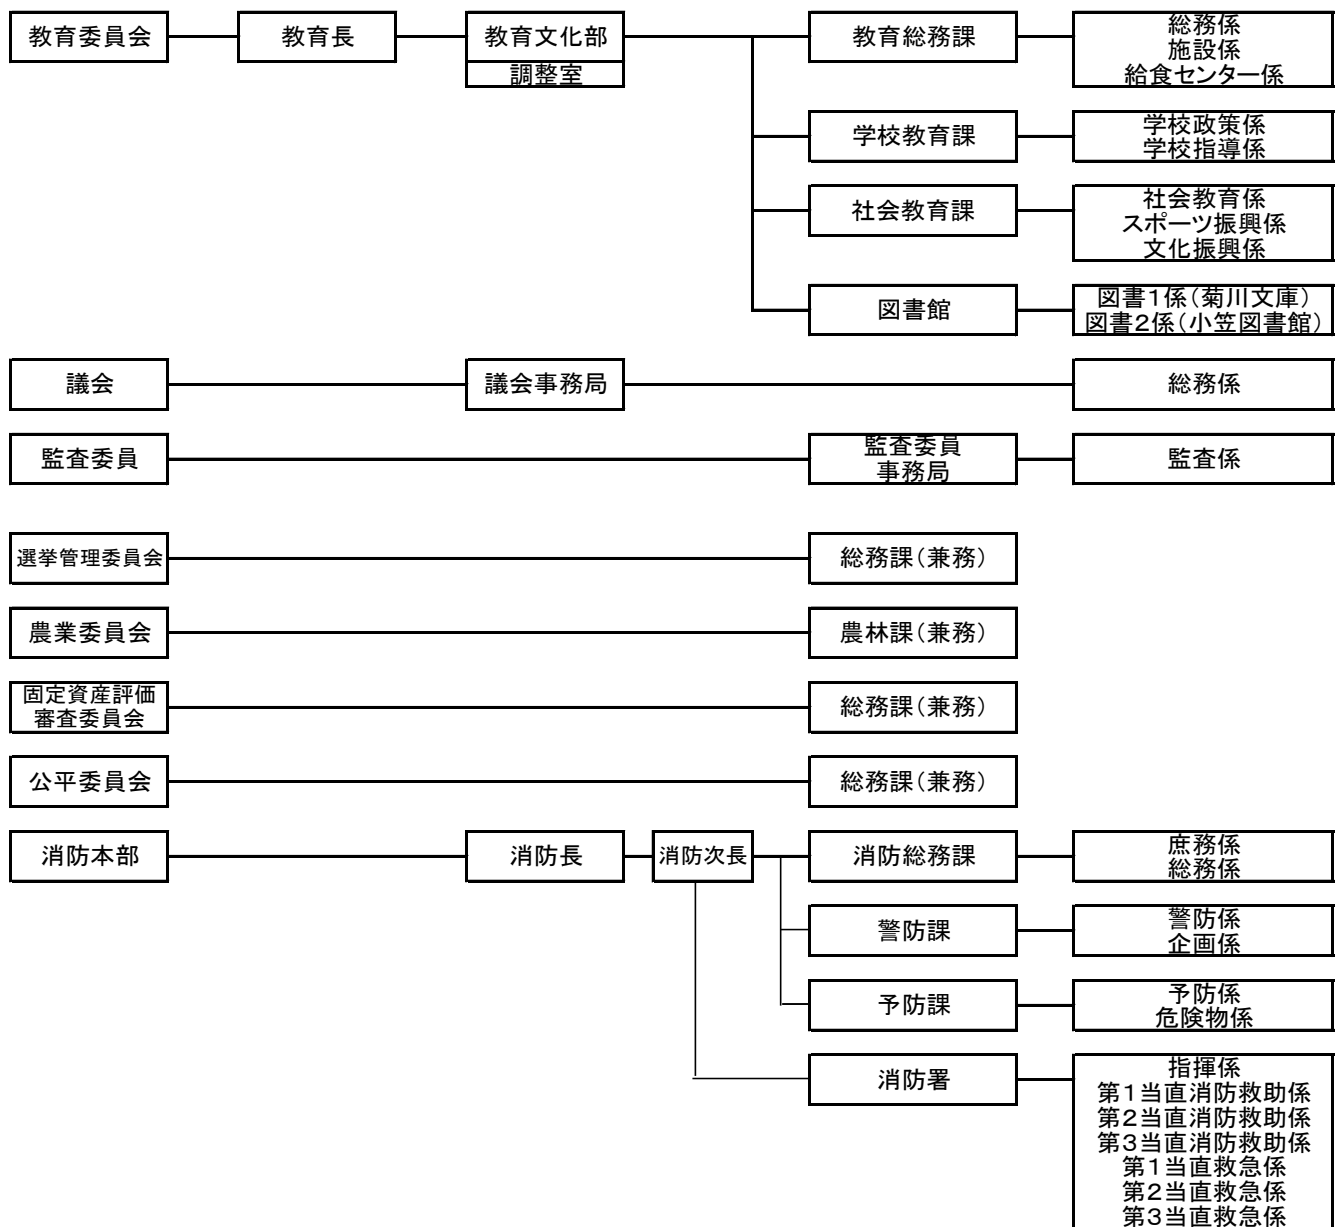 教育委員会
教育長
教育文化部
調整室
教育総務課
総務係
施設係
給食センター係
学校教育課
学校政策係
学校指導係
社会教育課
社会教育係
スポーツ振興係
文化振興係
図書館
図書1係(菊川文庫)
図書2係(小笠図書館)
議会
議会事務局
総務係
監査委員
監査委員
事務局
監査係
選挙管理委員会
総務課(兼務)
農業委員会
農林課(兼務)
固定資産評価
審査委員会
総務課(兼務)
公平委員会
総務課(兼務)
消防本部
消防長
消防次長
消防総務課
庶務係
総務係
警防課
警防係
企画係
予防課
予防係
危険物係
消防署
指揮係
第1当直消防救助係
第2当直消防救助係
第3当直消防救助係
第1当直救急係
第2当直救急係
第3当直救急係